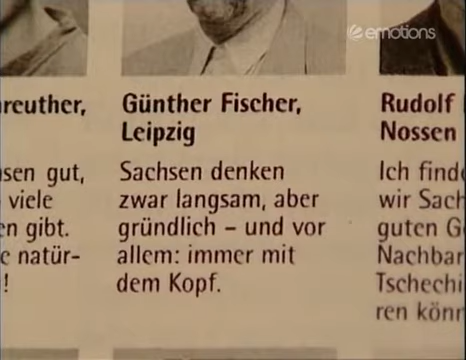 emotions
reuther,
sen gut,
viele
en gibt.
e natür-
!
Günther Fischer,
Leipzig
Sachsen denken
zwar langsam, aber
gründlich – und vor
allem: immer mit
dem Kopf.
Rudolf
Nossen
Ich find
wir Sach
guten G
Nachbar
Tschechi
ren könn